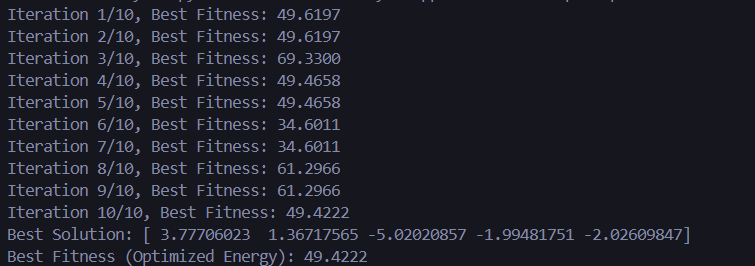 Iteration 1/10, Best Fitness: 49.6197
Iteration 2/10, Best Fitness: 49.6197
Iteration 3/10, Best Fitness: 69.3300
Iteration 4/10, Best Fitness: 49.4658
Iteration 5/10, Best Fitness: 49.4658
Iteration 6/10, Best Fitness: 34.6011
Iteration 7/10, Best Fitness: 34.6011
Iteration 8/10, Best Fitness: 61.2966
Iteration 9/10, Best Fitness: 61.2966
Iteration 10/10, Best Fitness: 49.4222
Best Solution: [ 3.77706023  1.36717565 -5.02020857 -1.99481751 -2.02609847]
Best Fitness (Optimized Energy): 49.4222